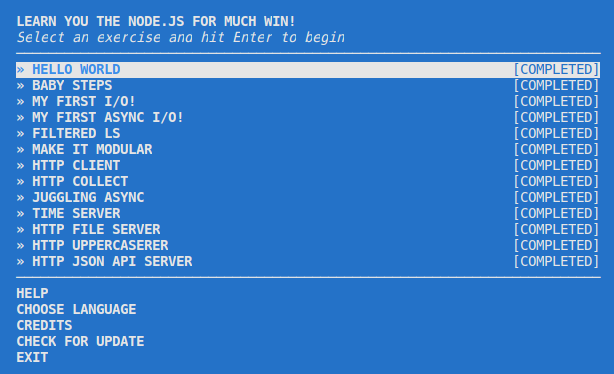 LEARN YOU THE NODE.JS FOR MUCH WIN!
Select an exercise and hit Enter to begin
» HELLO WORLD [COMPLETED]
» BABY STEPS [COMPLETED]
» MY FIRST I/O! [COMPLETED]
» MY FIRST ASYNC I/O! [COMPLETED]
» FILTERED LS [COMPLETED]
» MAKE IT MODULAR [COMPLETED]
» HTTP CLIENT [COMPLETED]
» HTTP COLLECT [COMPLETED]
» JUGGLING ASYNC [COMPLETED]
» TIME SERVER [COMPLETED]
» HTTP FILE SERVER [COMPLETED]
» HTTP UPPERCASERER [COMPLETED]
» HTTP JSON API SERVER [COMPLETED]
HELP
CHOOSE LANGUAGE
CREDITS
CHECK FOR UPDATE
EXIT